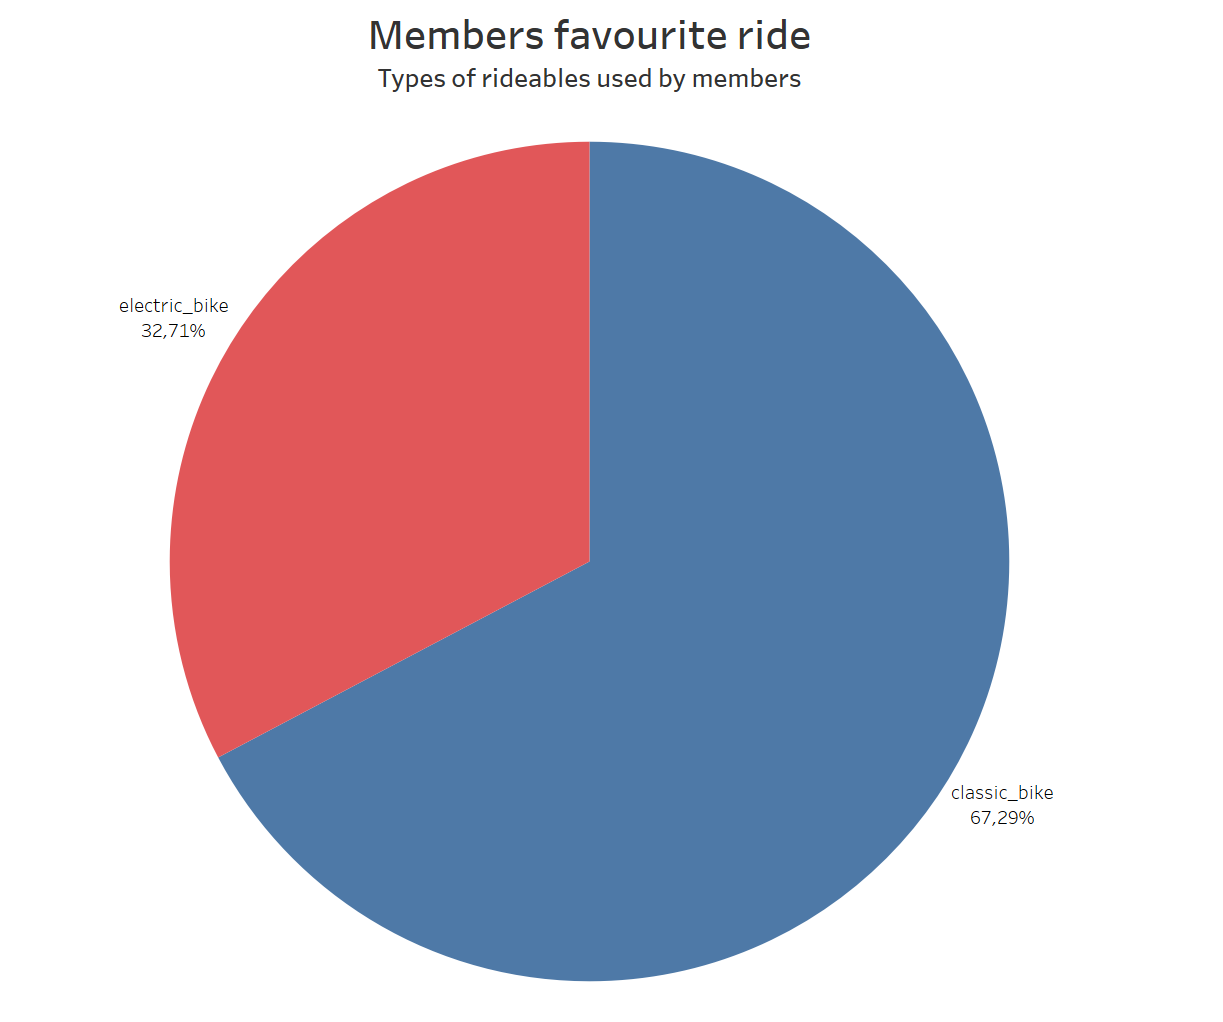 Members favourite ride
Types of rideables used by members
electric_bike
32,71%
classic_bike
67,29%